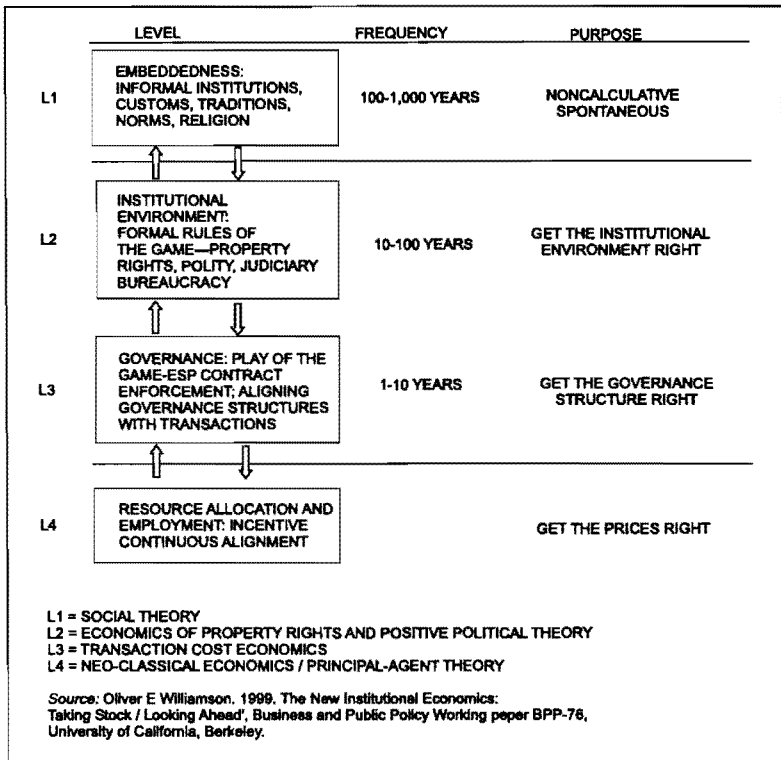 LEVEL FREQUENCY PURPOSE
L1
EMBEDDEDNESS:
INFORMAL INSTITUTIONS,
CUSTOMS, TRADITIONS,
NORMS, RELIGION
100-1,000 YEARS
NONCALCULATIVE
SPONTANEOUS
L2
INSTITUTIONAL
ENVIRONMENT:
FORMAL RULES OF
THE GAME—PROPERTY
RIGHTS, POLITY, JUDICIARY
BUREAUCRACY
10-100 YEARS
GET THE INSTITUTIONAL
ENVIRONMENT RIGHT
L3
GOVERNANCE: PLAY OF THE
GAME-ESP CONTRACT
ENFORCEMENT; ALIGNING
GOVERNANCE STRUCTURES
WITH TRANSACTIONS
1-10 YEARS
GET THE GOVERNANCE
STRUCTURE RIGHT
L4
RESOURCE ALLOCATION AND
EMPLOYMENT: INCENTIVE
CONTINUOUS ALIGNMENT
GET THE PRICES RIGHT
L1 = SOCIAL THEORY
L2 = ECONOMICS OF PROPERTY RIGHTS AND POSITIVE POLITICAL THEORY
L3 = TRANSACTION COST ECONOMICS
L4 = NEO-CLASSICAL ECONOMICS / PRINCIPAL-AGENT THEORY
Source: Oliver E Williamson. 1999. The New Institutional Economics:
Taking Stock / Looking Ahead', Business and Public Policy Working peper BPP-76,
University of California, Berkeley.